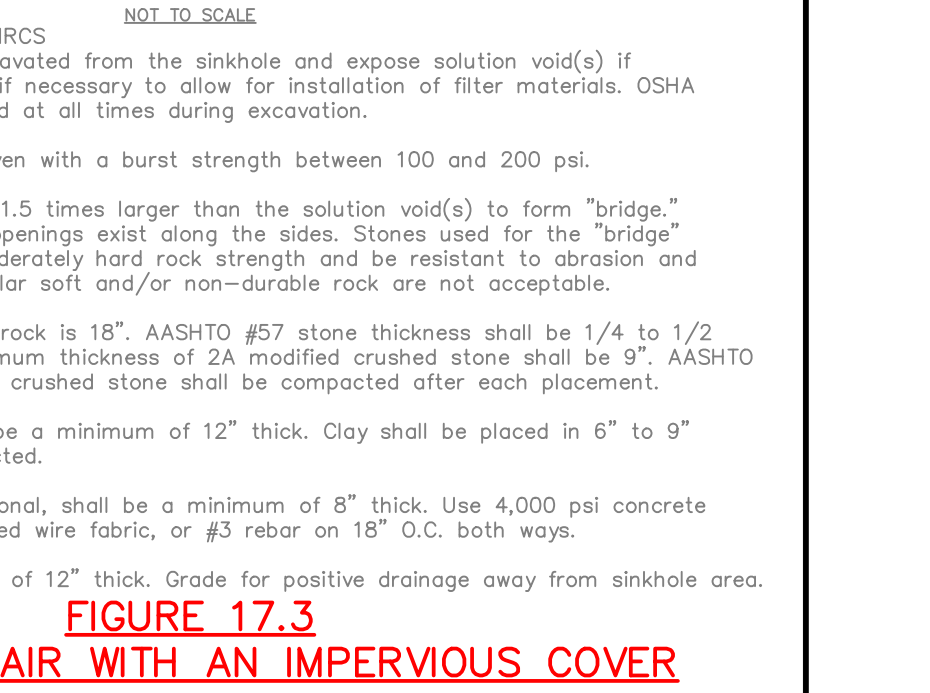 NOT TO SCALE
NRCS
avated from the sinkhole and expose solution void(s) if
if necessary to allow for installation of filter materials. OSHA
d at all times during excavation.
ven with a burst strength between 100 and 200 psi.
1.5 times larger than the solution void(s) to form ”bridge.”
openings exist along the sides. Stones used for the ”bridge”
derately hard rock strength and be resistant to abrasion and
lar soft and/or non–durable rock are not acceptable.
rock is 18”. AASHTO #57 stone thickness shall be 1/4 to 1/2
mum thickness of 2A modified crushed stone shall be 9”. AASHTO
crushed stone shall be compacted after each placement.
be a minimum of 12” thick. Clay shall be placed in 6” to 9”
cted.
onal, shall be a minimum of 8” thick. Use 4,000 psi concrete
ed wire fabric, or #3 rebar on 18” O.C. both ways.
of 12” thick. Grade for positive drainage away from sinkhole area.
FIGURE 17.3
AIR WITH AN IMPERVIOUS COVER